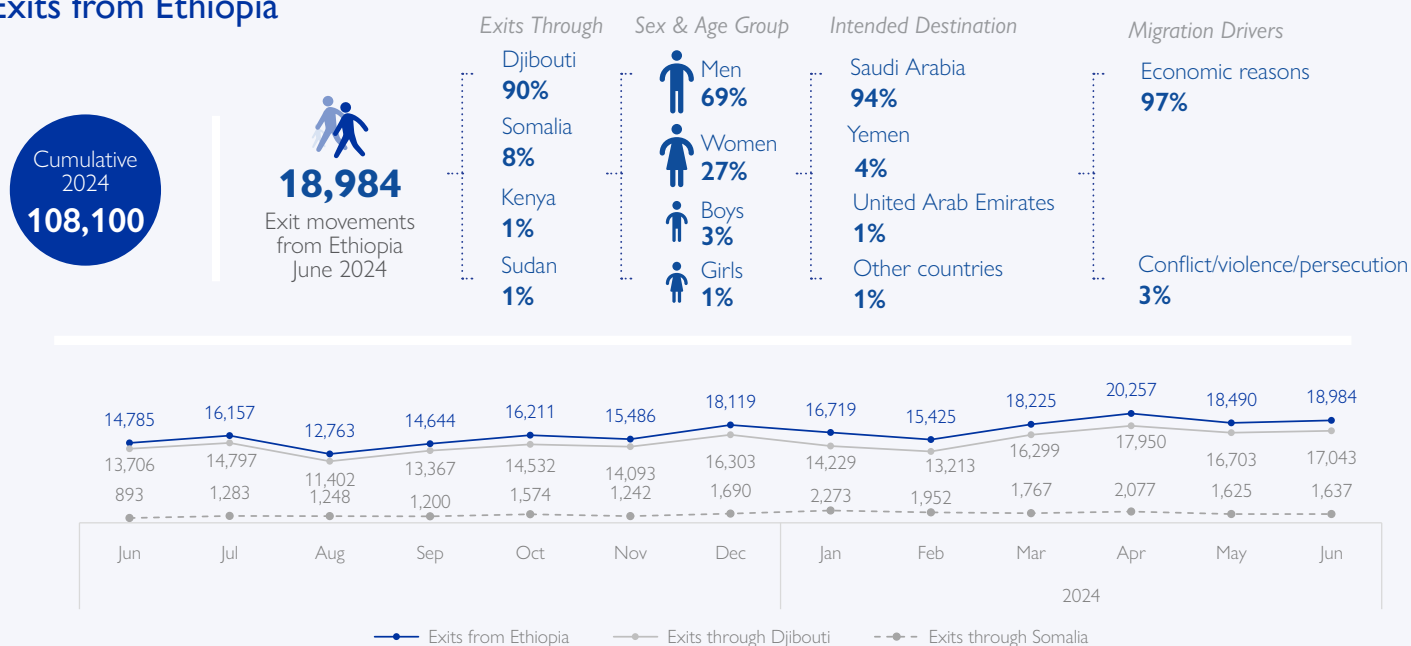 Exits from Ethiopia
Exits Through
Sex & Age Group
Intended Destination
Migration Drivers
Cumulative
2024
108,100
18,984
Exit movements
from Ethiopia
June 2024
Djibouti
90%
Somalia
8%
Kenya
1%
Sudan
1%
Men
69%
Women
27%
Boys
3%
Girls
1%
Saudi Arabia
94%
Yemen
4%
United Arab Emirates
1%
Other countries
1%
Economic reasons
97%
Conflict/violence/persecution
3%
14,785 16,157 12,763 14,644 16,211 15,486 18,119 16,719 15,425 18,225 20,257 18,490 18,984
13,706 14,797 11,402 13,367 14,532 14,093 16,303 14,229 13,213 16,299 17,950 16,703 17,043
893 1,283 1,248 1,200 1,574 1,242 1,690 2,273 1,952 1,767 2,077 1,625 1,637
Jun Jul Aug Sep Oct Nov Dec Jan Feb Mar Apr May Jun
2024
Exits from Ethiopia Exits through Djibouti Exits through Somalia